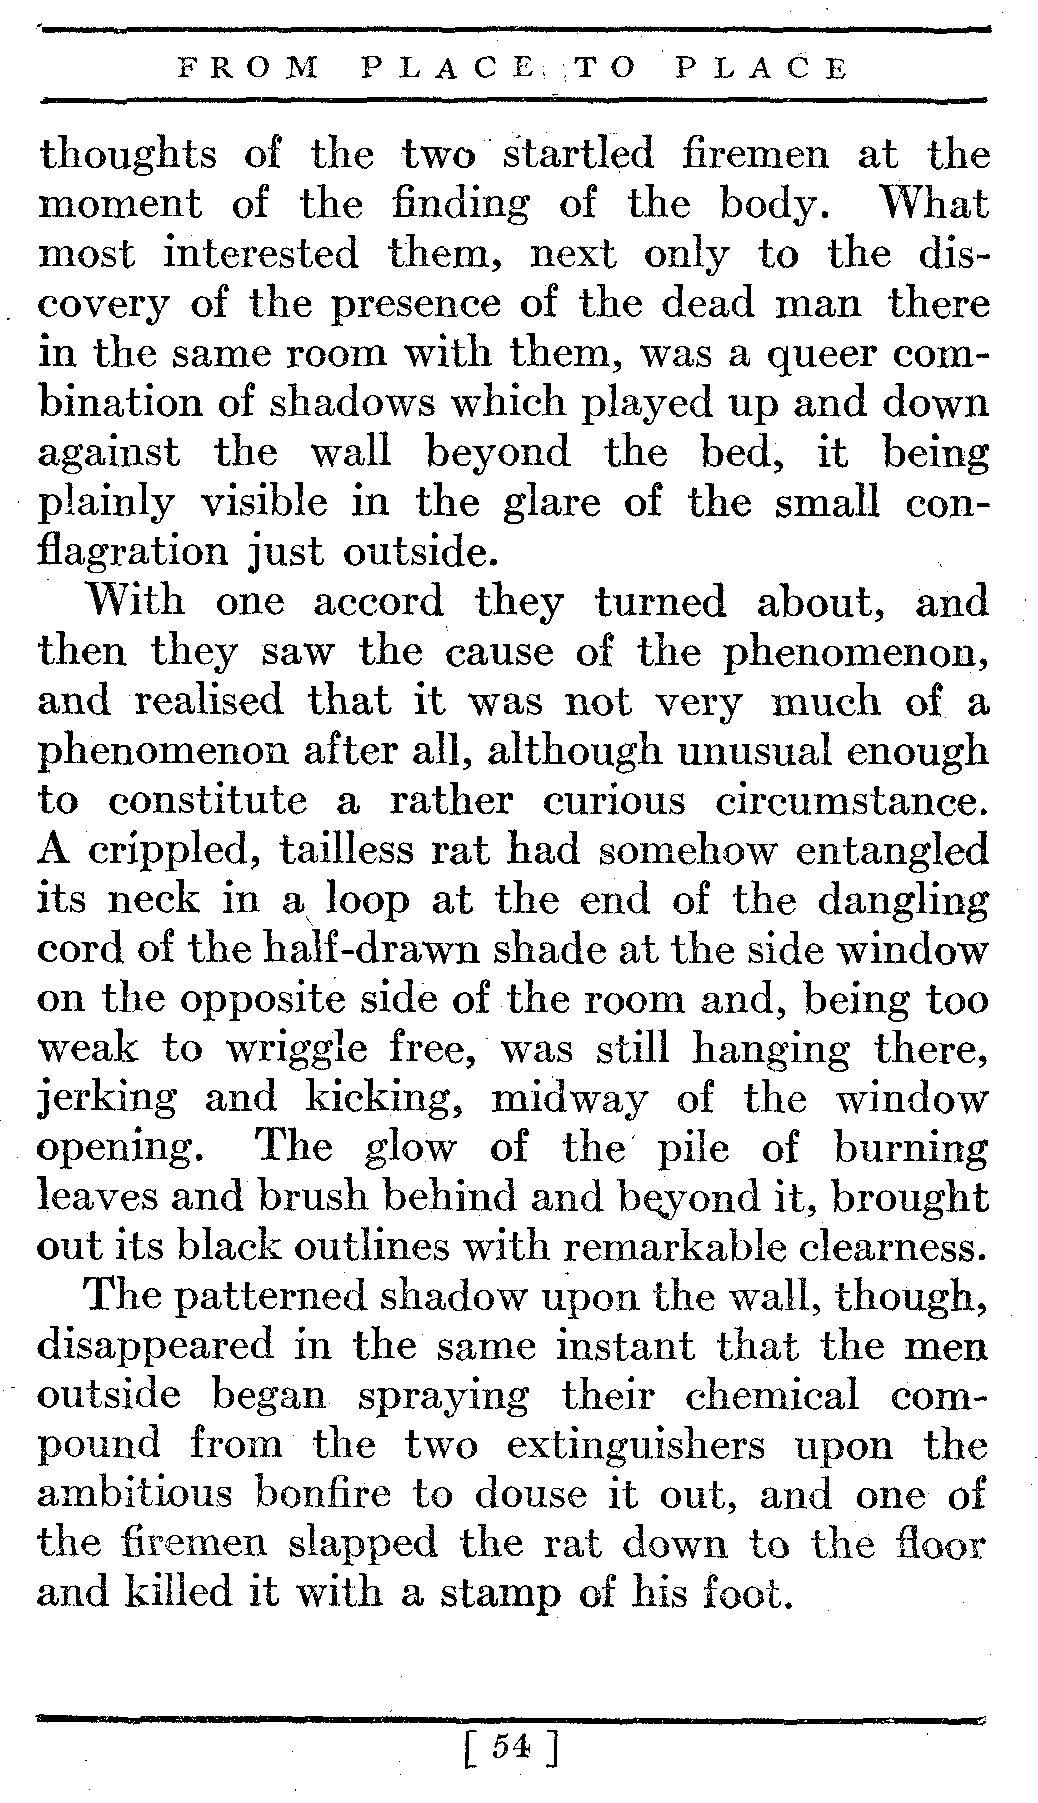 FROM PLACE TO PLACE
thoughts of the two startled firemen at the
moment of the finding of the body. What
most interested them, next only to the dis-
covery of the presence of the dead man there
in the same room with them, was a queer com-
bination of shadows which played up and down
against the wall beyond the bed, it being
plainly visible in the glare of the small con-
flagration just outside.
With one accord they turned about, and
then they saw the cause of the phenomenon,
and realised that it was not very much of a
phenomenon after all, although unusual enough
to constitute a rather curious circumstance.
A crippled, tailless rat had somehow entangled
its neck in a loop at the end of the dangling
cord of the half-drawn shade at the side window
on the opposite side of the room and, being too
weak to wriggle free, was still hanging there,
jerking and kicking, midway of the window
opening. The glow of the pile of burning
leaves and brush behind and beyond it, brought
out its black outlines with remarkable clearness.
The patterned shadow upon the wall, though,
disappeared in the same instant that the men
outside began spraying their chemical com-
pound from the two extinguishers upon the
ambitious bonfire to douse it out, and one of
the firemen slapped the rat down to the floor
and killed it with a stamp of his foot.
[ 54 ]